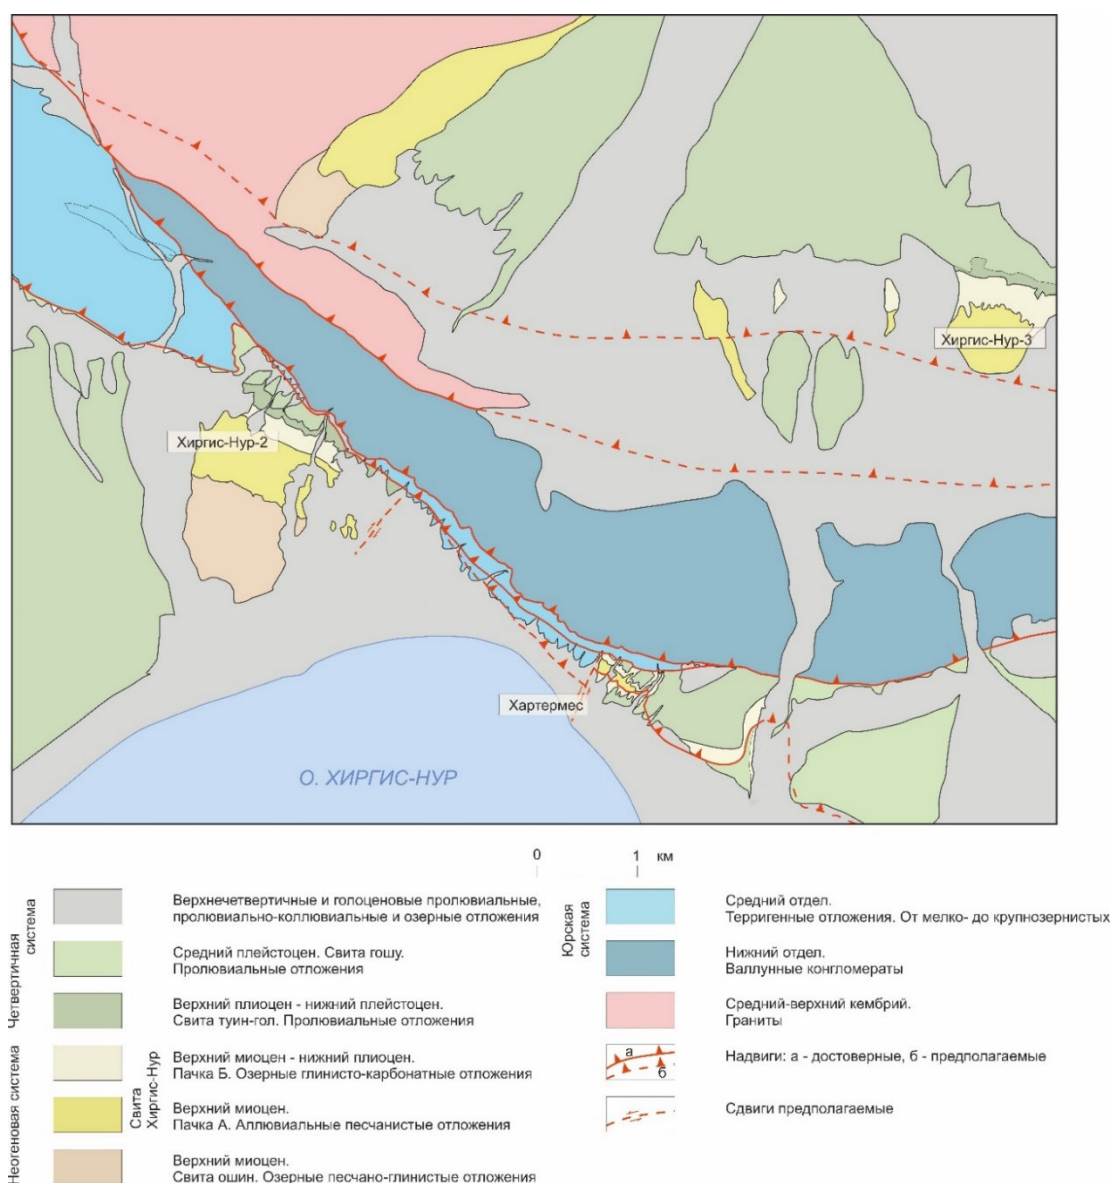 Хиргис-Нур-3
Хиргис-Нур-2
Хартермес
О. ХИРГИС-НУР
0 1 км
Четвертичная
система
Верхнечетвертичные и голоценовые пролювиальные,
пролювиально-коллювиальные и озерные отложения
Средний плейстоцен. Свита гошу.
Пролювиальные отложения
Верхний плиоцен - нижний плейстоцен.
Свита туин-гол. Пролювиальные отложения
Неогеновая система
Свита
Хиргис-Нур
Верхний миоцен - нижний плиоцен.
Пачка Б. Озерные глинисто-карбонатные отложения
Верхний миоцен.
Пачка А. Аллювиальные песчанистые отложения
Верхний миоцен.
Свита ошин. Озерные песчано-глинистые отложения
Юрская
система
Средний отдел.
Терригенные отложения. От мелко- до крупнозернистых
Нижний отдел.
Валунные конгломераты
Средний-верхний кембрий.
Граниты
а
б
Надвиги: а - достоверные, б - предполагаемые
Сдвиги предполагаемые